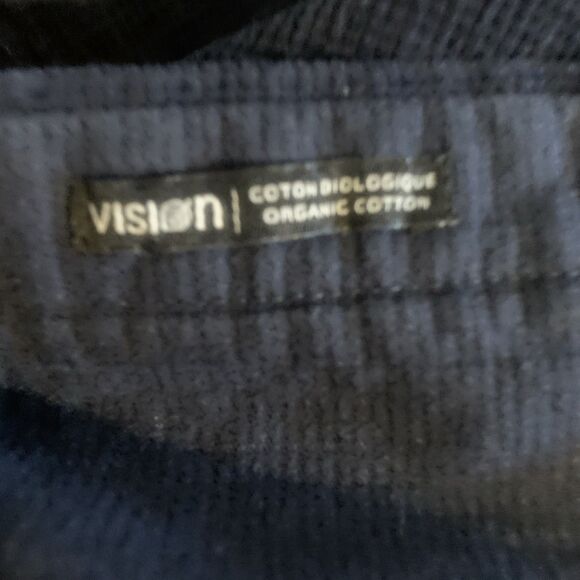 VISION | COTON BIOLOGIQUE
ORGANIC COTTON